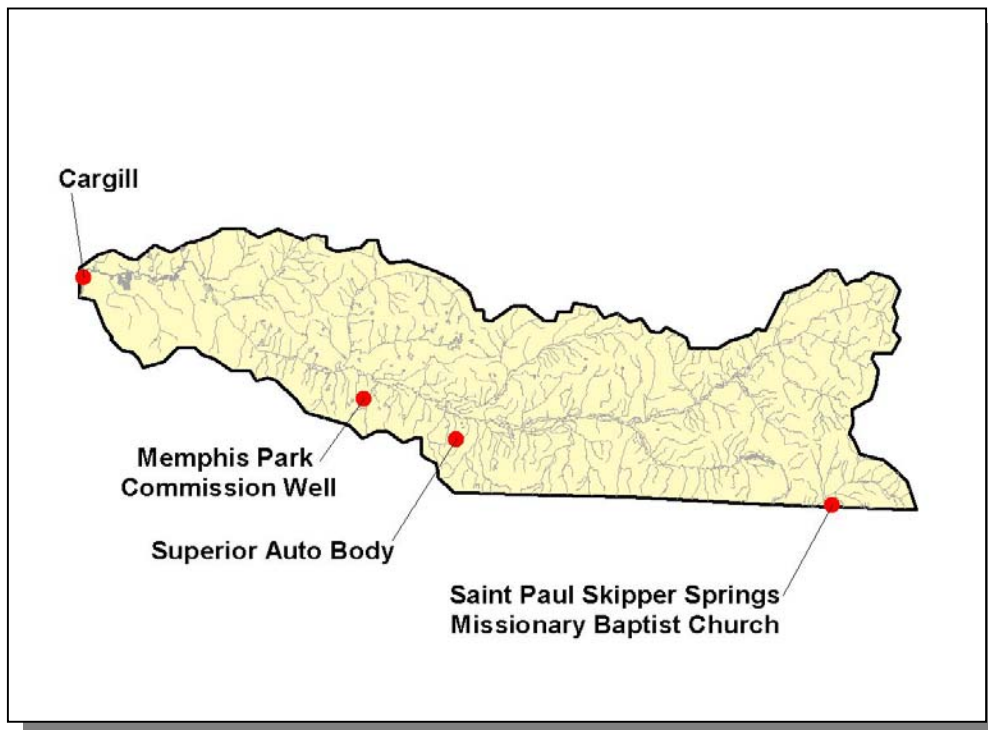 Cargill
Memphis Park
Commission Well
Superior Auto Body
Saint Paul Skipper Springs
Missionary Baptist Church